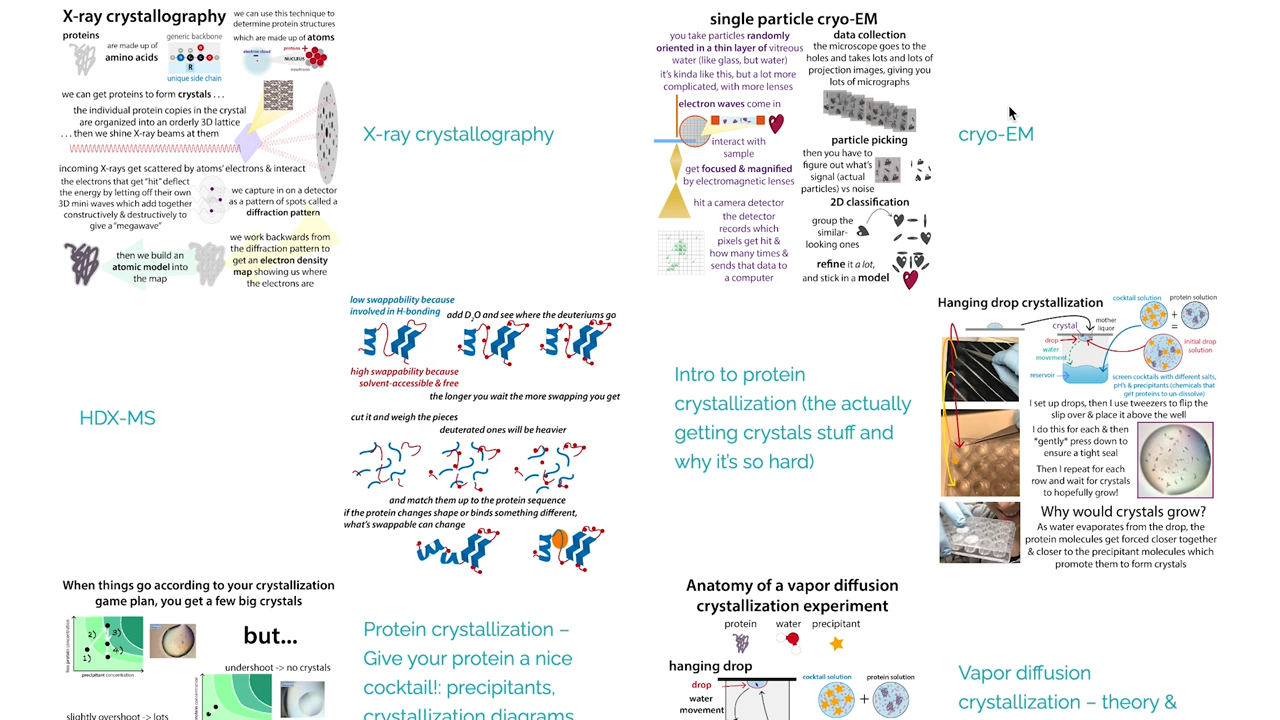 X-ray crystallography
we can use this technique to
determine protein structures
proteins
are made up of
amino acids
generic backbone
R
unique side chain
which are made up of atoms
electron cloud
protons +
NUCLEUS
neutrons
we can get proteins to form crystals . . .
the individual protein copies in the crystal
are organized into an orderly 3D lattice
. . . then we shine X-ray beams at them
incoming X-rays get scattered by atoms' electrons & interact
the electrons that get "hit" deflect
the energy by letting off their own
3D mini waves which add together
constructively & destructively to
give a "megawave"
we capture in on a detector
as a pattern of spots called a
diffraction pattern
we work backwards from
the diffraction pattern to
get an electron density
map showing us where
the electrons are
then we build an
atomic model into
the map
X-ray crystallography
single particle cryo-EM
you take particles randomly
oriented in a thin layer of vitreous
water (like glass, but water)
it's kinda like this, but a lot more
complicated, with more lenses
electron waves come in
interact with
sample
get focused & magnified
by electromagnetic lenses
hit a camera detector
the detector
records which
pixels get hit &
how many times &
sends that data to
a computer
data collection
the microscope goes to the
holes and takes lots and lots of
projection images, giving you
lots of micrographs
particle picking
then you have to
figure out what's
signal (actual
particles) vs noise
2D classification
group the
similar-
looking ones
refine it a lot,
and stick in a model
cryo-EM
HDX-MS
low swappability because
involved in H-bonding
add D2O and see where the deuteriums go
high swappability because
solvent-accessible & free
the longer you wait the more swapping you get
cut it and weigh the pieces
deuterated ones will be heavier
and match them up to the protein sequence
if the protein changes shape or binds something different,
what's swappable can change
Intro to protein
crystallization (the actually
getting crystals stuff and
why it's so hard)
Hanging drop crystallization
cocktail solution
protein solution
+
=
mother
liquor
crystal
drop
water
movement
reservoir
initial drop
solution
screen cocktails with different salts,
pH's & precipitants (chemicals that
get proteins to un-dissolve)
I set up drops, then I use tweezers to flip the
slip over & place it above the well
I do this for each & then
*gently* press down to
ensure a tight seal
Then I repeat for each
row and wait for crystals
to hopefully grow!
Why would crystals grow?
As water evaporates from the drop, the
protein molecules get forced closer together
& closer to the precipitant molecules which
promote them to form crystals
When things go according to your crystallization
game plan, you get a few big crystals
2)
3)
1)
4)
precipitant concentration
but...
undershoot -> no crystals
slightly overshoot -> lots
Protein crystallization –
Give your protein a nice
cocktail!: precipitants,
crystallization diagrams
Anatomy of a vapor diffusion
crystallization experiment
protein
water
precipitant
hanging drop
drop
water
movement
cocktail solution
protein solution
+
Vapor diffusion
crystallization – theory &